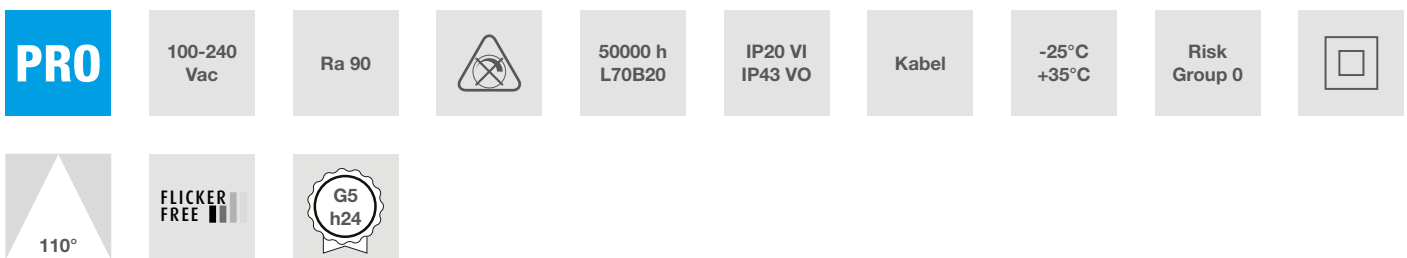 PRO
100-240
Vac
Ra 90
50000 h
L70B20
IP20 VI
IP43 VO
Kabel
-25°C
+35°C
Risk
Group 0
110°
FLICKER
FREE
G5
h24